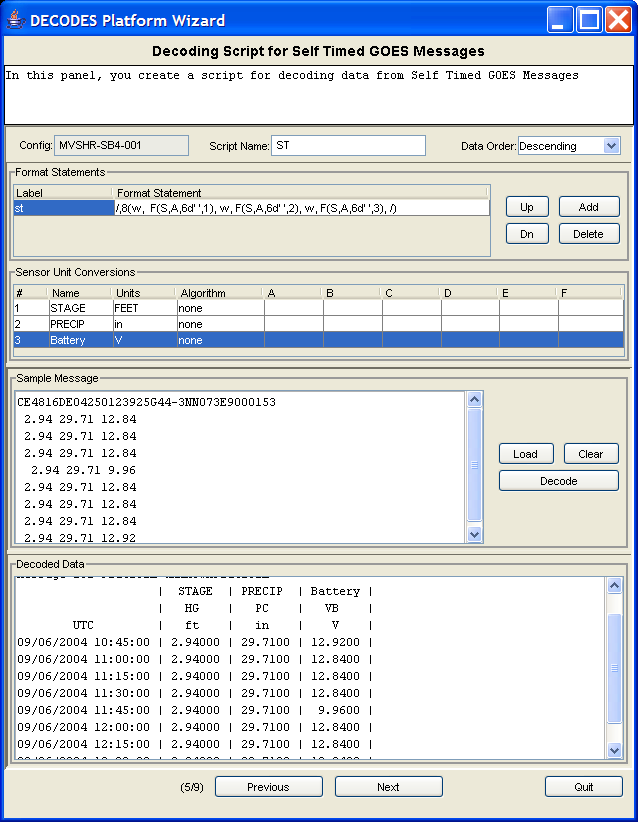 DECODES Platform Wizard
Decoding Script for Self Timed GOES Messages
In this panel, you create a script for decoding data from Self Timed GOES Messages
Config: MVSHR-SB4-001 Script Name: ST Data Order: Descending
Format Statements
Label Format Statement
st /,8(w, F(S,A,6d' ',1), w, F(S,A,6d' ',2), w, F(S,A,6d' ',3), /)
Up Add
Dn Delete
Sensor Unit Conversions
# Name Units Algorithm A B C D E F
1 STAGE FEET none
2 PRECIP in none
3 Battery V none
Sample Message
CE4816DE04250123925G44-3NN073E9000153
2.94 29.71 12.84
2.94 29.71 12.84
2.94 29.71 12.84
2.94 29.71 9.96
2.94 29.71 12.84
2.94 29.71 12.84
2.94 29.71 12.84
2.94 29.71 12.92
Load Clear
Decode
Decoded Data
| STAGE | PRECIP | Battery |
| HG | PC | VB |
UTC | ft | in | V |
09/06/2004 10:45:00 | 2.94000 | 29.7100 | 12.9200 |
09/06/2004 11:00:00 | 2.94000 | 29.7100 | 12.8400 |
09/06/2004 11:15:00 | 2.94000 | 29.7100 | 12.8400 |
09/06/2004 11:30:00 | 2.94000 | 29.7100 | 12.8400 |
09/06/2004 11:45:00 | 2.94000 | 29.7100 | 9.9600 |
09/06/2004 12:00:00 | 2.94000 | 29.7100 | 12.8400 |
09/06/2004 12:15:00 | 2.94000 | 29.7100 | 12.8400 |
(5/9) Previous Next Quit